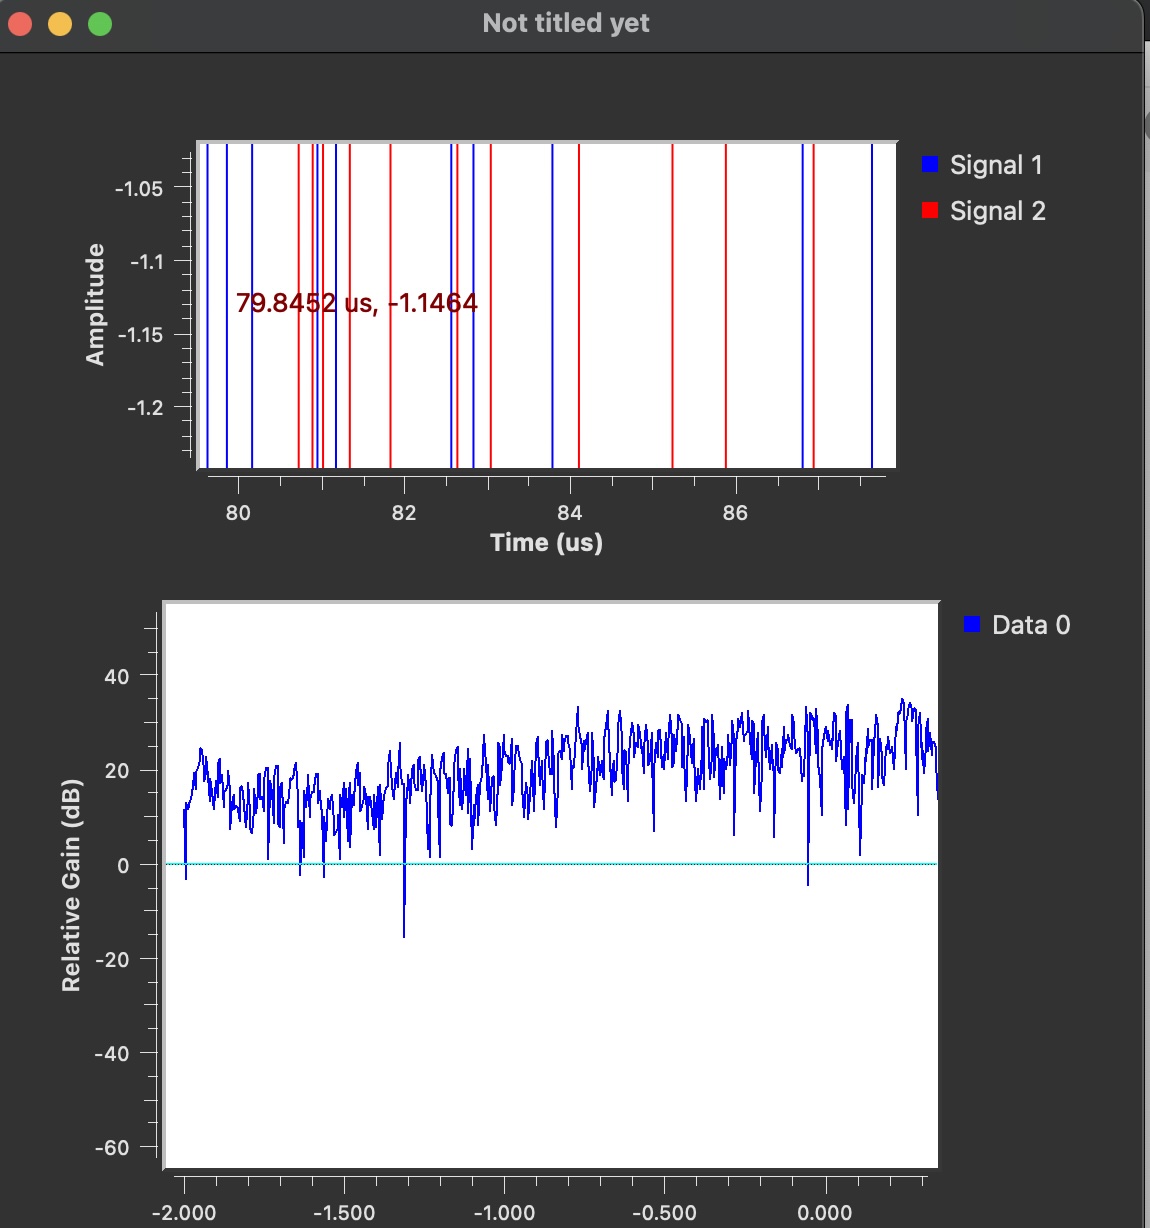 Not titled yet
Signal 1
Signal 2
Amplitude
-1.05
-1.1
-1.15
-1.2
79.8452 us, -1.1464
80 82 84 86
Time (us)
Data 0
Relative Gain (dB)
40
20
0
-20
-40
-60
-2.000 -1.500 -1.000 -0.500 0.000